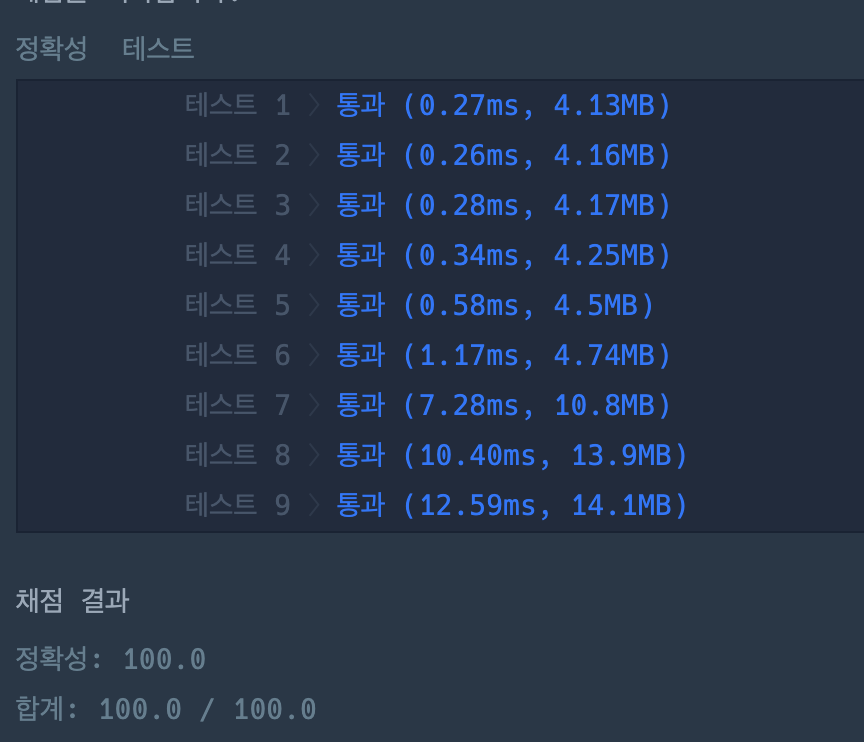 정확성  테스트
테스트 1 〉 통과 (0.27ms, 4.13MB)
테스트 2 〉 통과 (0.26ms, 4.16MB)
테스트 3 〉 통과 (0.28ms, 4.17MB)
테스트 4 〉 통과 (0.34ms, 4.25MB)
테스트 5 〉 통과 (0.58ms, 4.5MB)
테스트 6 〉 통과 (1.17ms, 4.74MB)
테스트 7 〉 통과 (7.28ms, 10.8MB)
테스트 8 〉 통과 (10.40ms, 13.9MB)
테스트 9 〉 통과 (12.59ms, 14.1MB)
채점 결과
정확성: 100.0
합계: 100.0 / 100.0